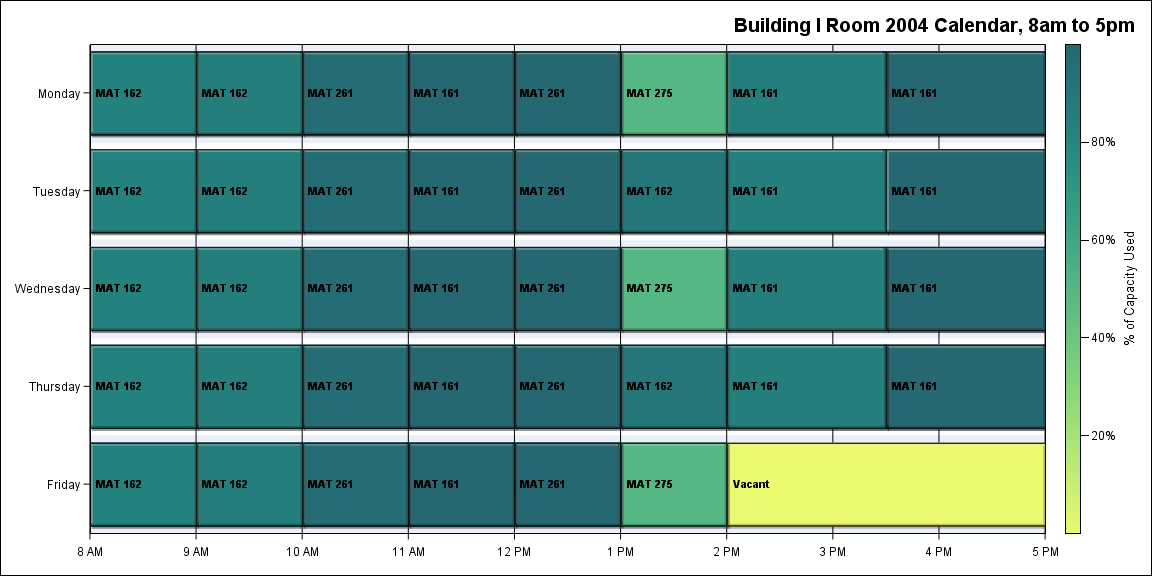 Building I Room 2004 Calendar, 8am to 5pm
Monday MAT 162 MAT 162 MAT 261 MAT 161 MAT 261 MAT 275 MAT 161 MAT 161
Tuesday MAT 162 MAT 162 MAT 261 MAT 161 MAT 261 MAT 162 MAT 161 MAT 161
Wednesday MAT 162 MAT 162 MAT 261 MAT 161 MAT 261 MAT 275 MAT 161 MAT 161
Thursday MAT 162 MAT 162 MAT 261 MAT 161 MAT 261 MAT 162 MAT 161 MAT 161
Friday MAT 162 MAT 162 MAT 261 MAT 161 MAT 261 MAT 275 Vacant
8 AM 9 AM 10 AM 11 AM 12 PM 1 PM 2 PM 3 PM 4 PM 5 PM
80%
60%
40%
20%
% of Capacity Used